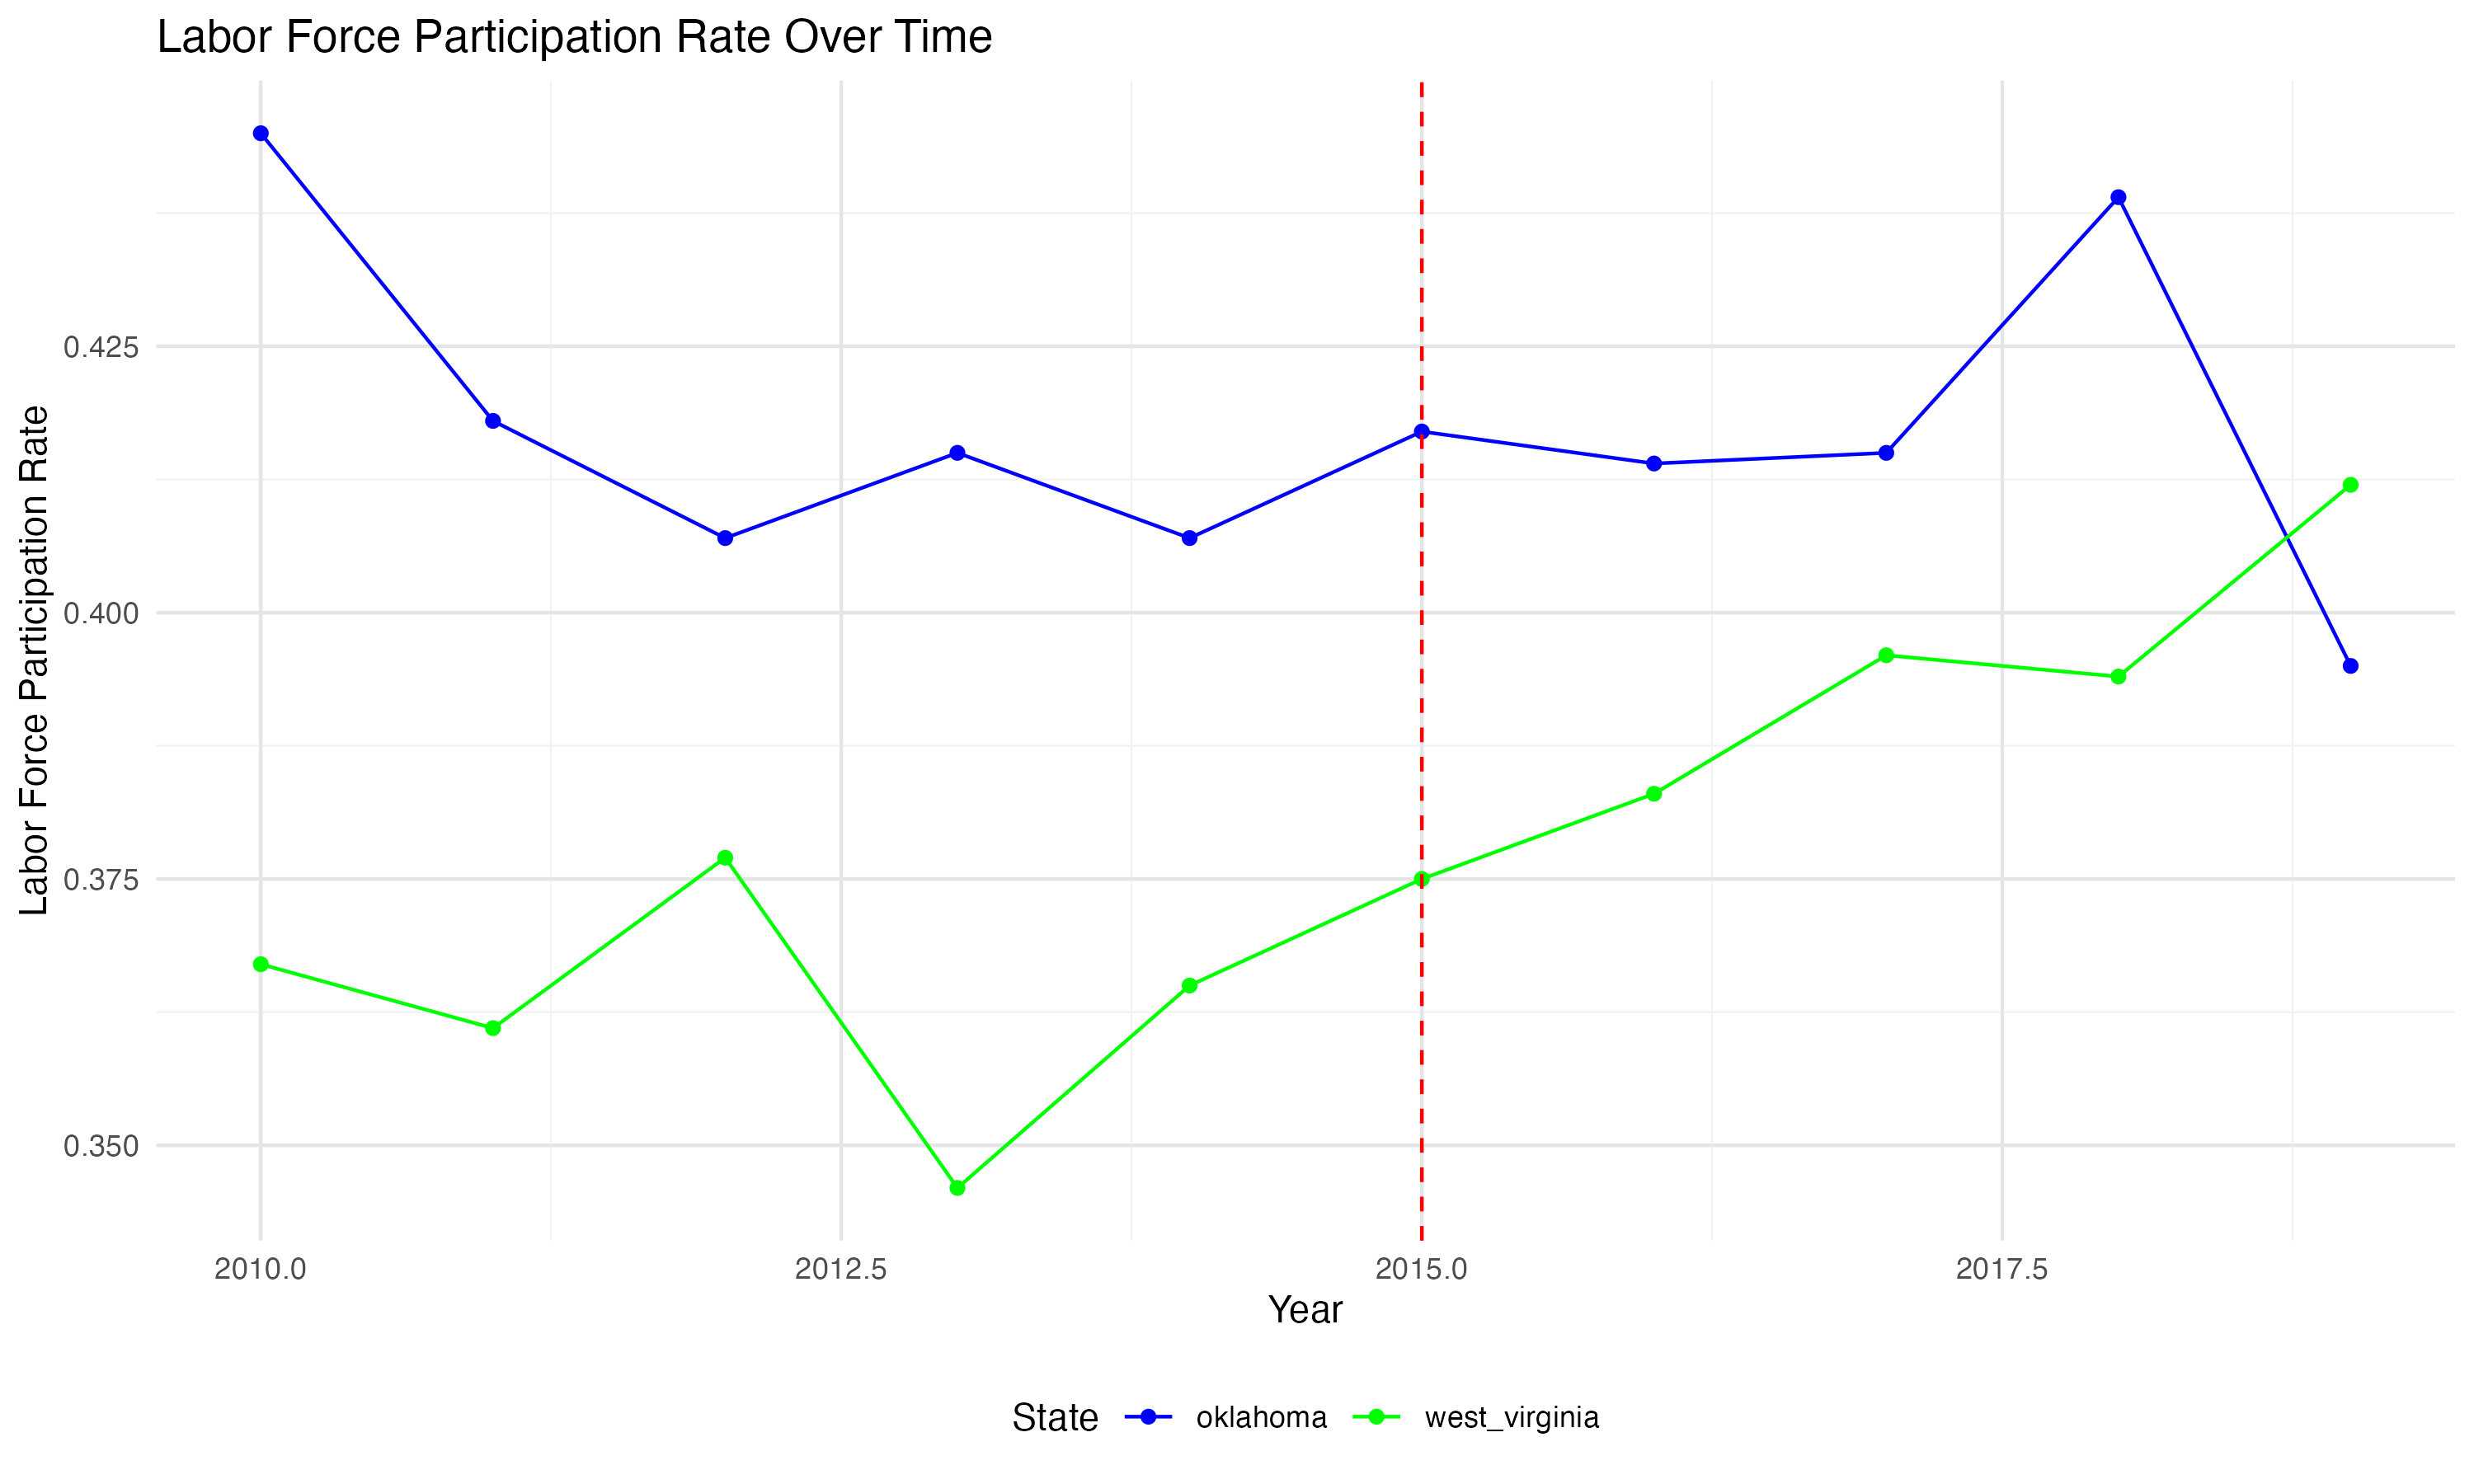 Labor Force Participation Rate Over Time
Labor Force Participation Rate
0.425
0.400
0.375
0.350
2010.0 2012.5 2015.0 2017.5
Year
State oklahoma west_virginia